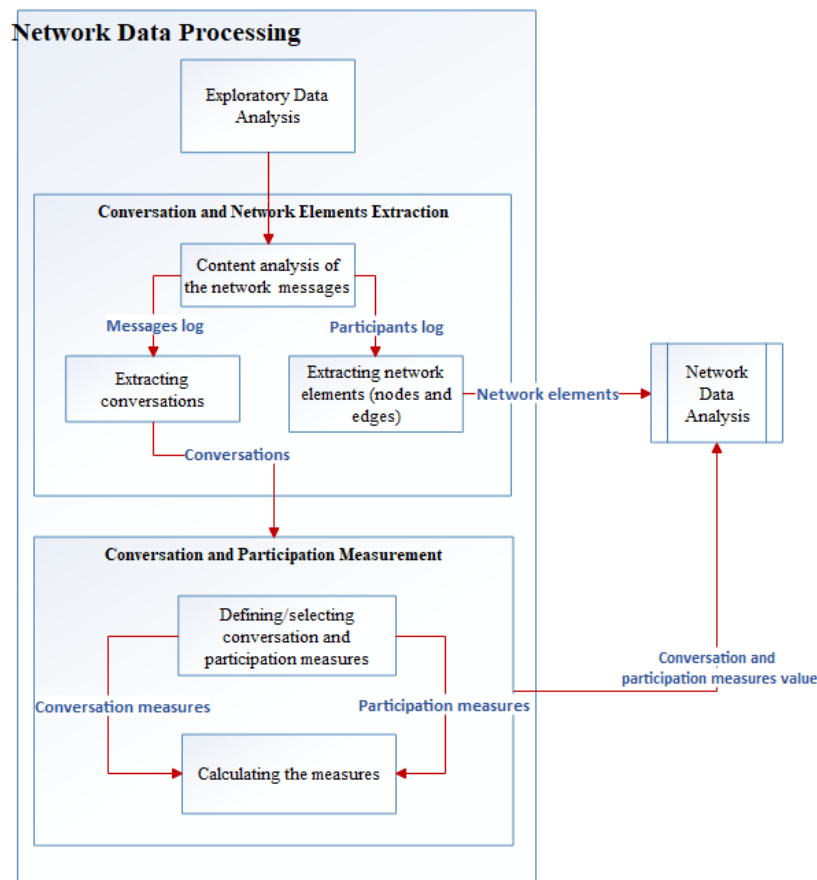 Network Data Processing
Exploratory Data
Analysis
Conversation and Network Elements Extraction
Content analysis of
the network messages
Messages log
Participants log
Extracting
conversations
Extracting network
elements (nodes and
edges)
Network elements
Network
Data
Analysis
Conversations
Conversation and Participation Measurement
Defining/selecting
conversation and
participation measures
Conversation measures
Participation measures
Calculating the measures
Conversation and
participation measures value